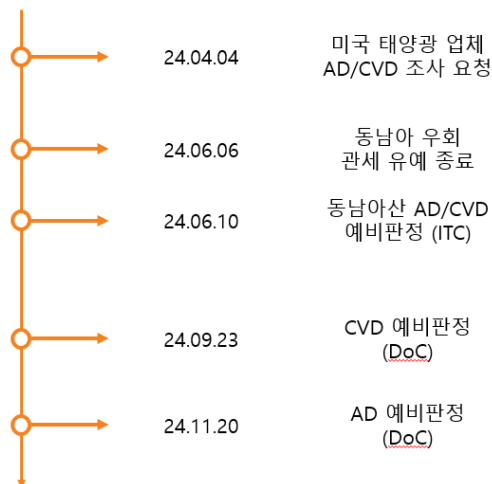 24.04.04
미국 태양광 업체
AD/CVD 조사 요청
24.06.06
동남아 우회
관세 유예 종료
24.06.10
동남아산 AD/CVD
예비판정 (ITC)
24.09.23
CVD 예비판정
(DoC)
24.11.20
AD 예비판정
(DoC)